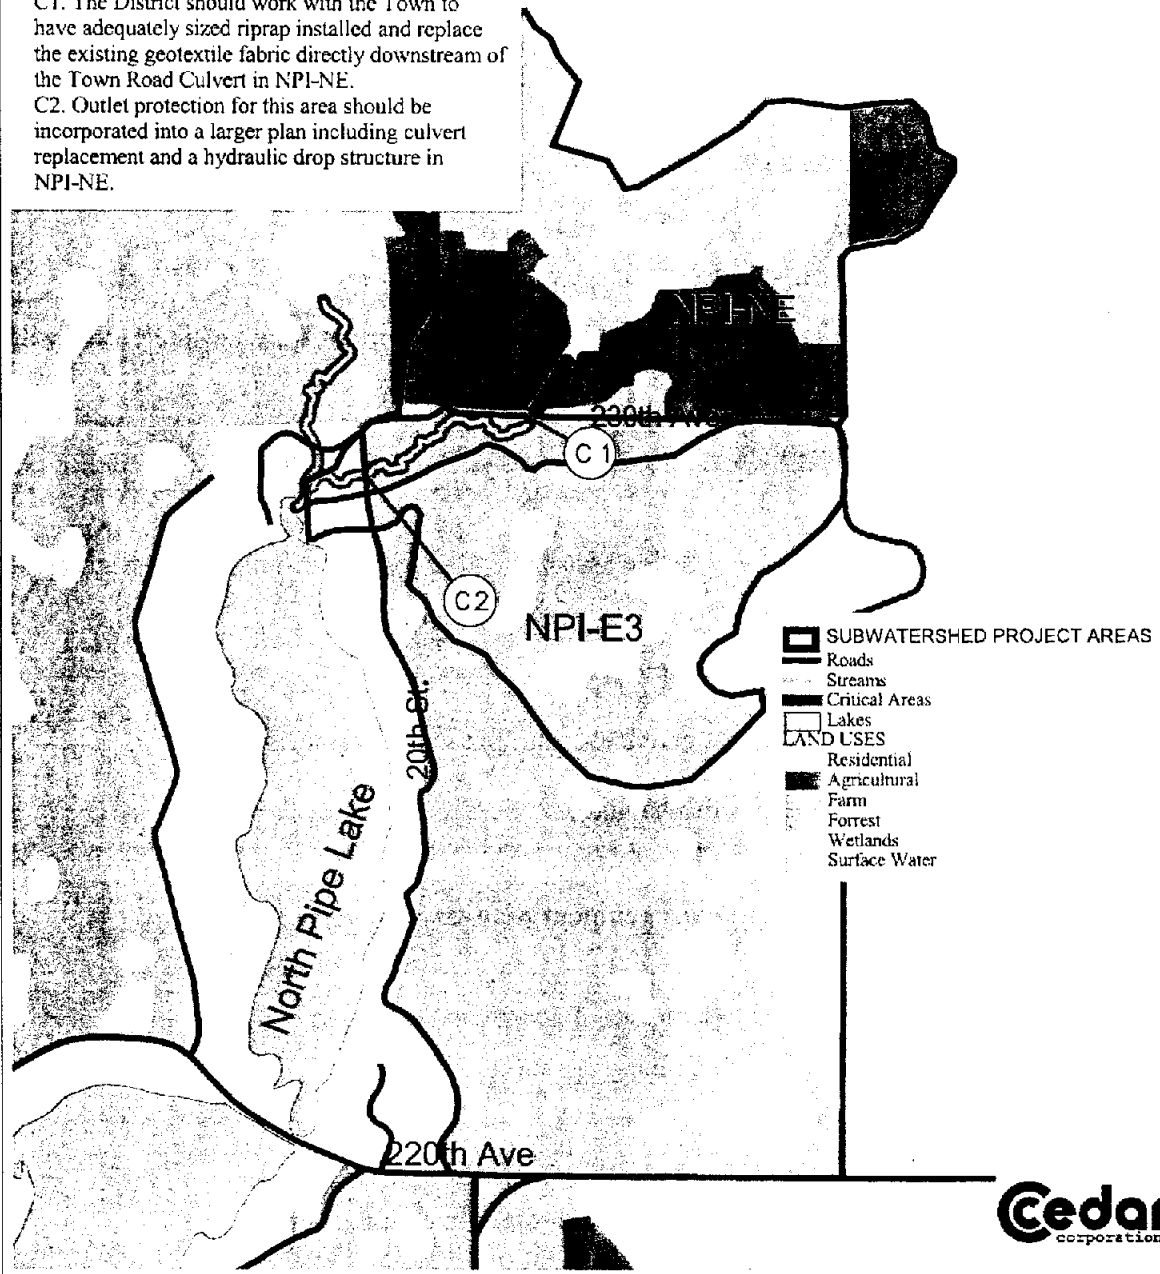 C1. The District should work with the Town to
have adequately sized riprap installed and replace
the existing geotextile fabric directly downstream of
the Town Road Culvert in NPI-NE.
C2. Outlet protection for this area should be
incorporated into a larger plan including culvert
replacement and a hydraulic drop structure in
NPI-NE.
NPI-NE
230th Ave
C 1
C 2
NPI-E3
20th St.
North Pipe Lake
220th Ave
SUBWATERSHED PROJECT AREAS
Roads
Streams
Critical Areas
Lakes
LAND USES
Residential
Agricultural
Farm
Forrest
Wetlands
Surface Water
Cedar
corporation